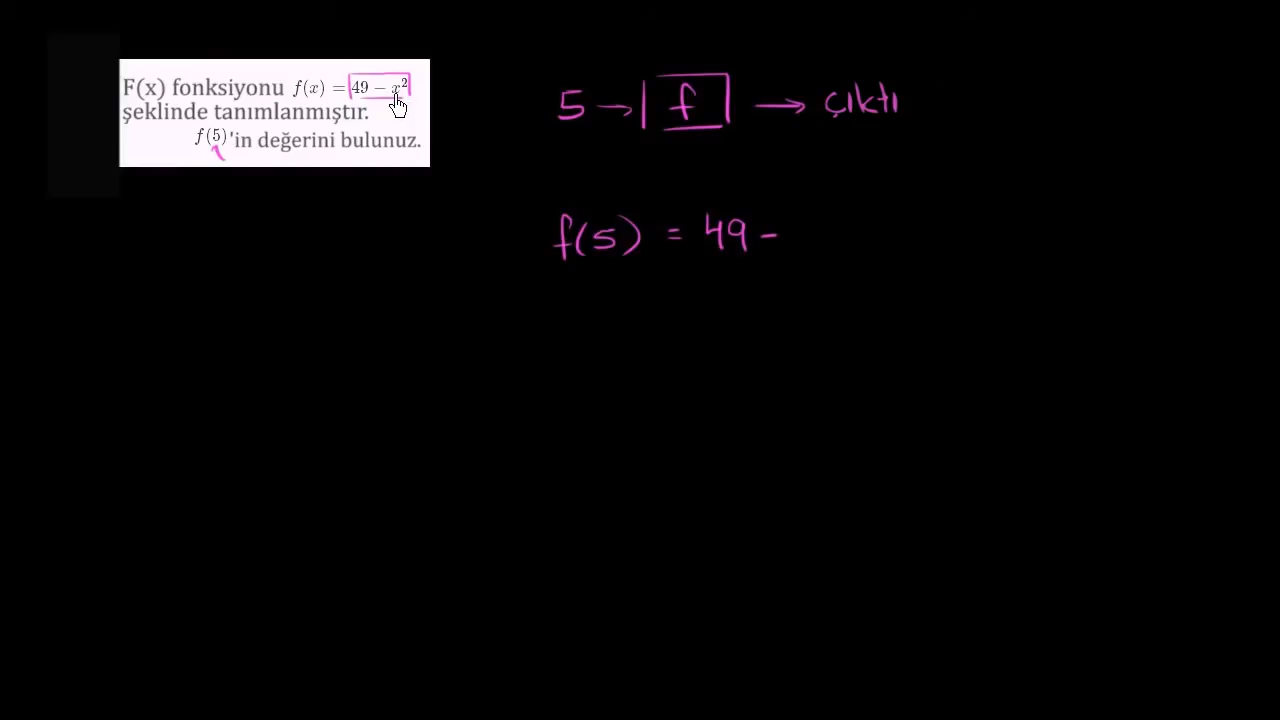 F(x) fonksiyonu f(x) = 49 − x²
şeklinde tanımlanmıştır.
f(5)'in değerini bulunuz.
5 → f → çıktı
f(5) = 49 −